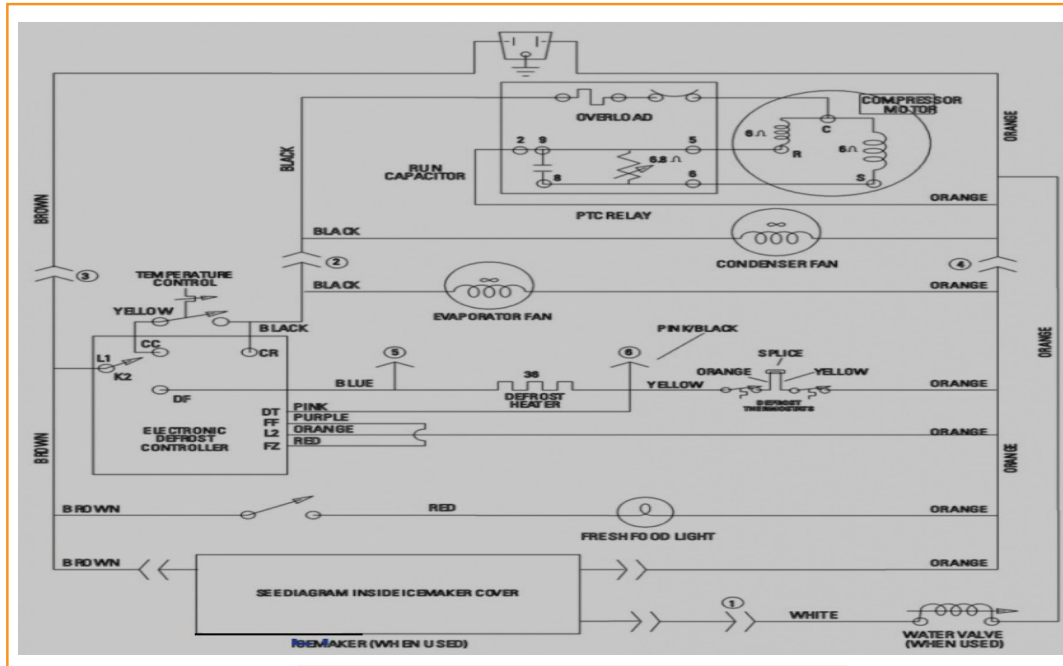 COMPRESSOR
MOTOR
OVERLOAD
ORANGE
BLACK
6Ω
C
2
9
5
R
6Ω
6.8 Ω
8
6
S
RUN
CAPACITOR
PTC RELAY
ORANGE
BROWN
BLACK
CONDENSER FAN
3
2
4
TEMPERATURE
CONTROL
BLACK
ORANGE
EVAPORATOR FAN
YELLOW
BLACK
PINK/BLACK
CC
CR
L1
K2
5
6
SPLICE
ORANGE
YELLOW
ORANGE
BLUE
36
YELLOW
ORANGE
DF
DEFROST
HEATER
DEFROST
THERMOSTATS
DT
PINK
FF
PURPLE
L2
ORANGE
ORANGE
FZ
RED
ELECTRONIC
DEFROST
CONTROLLER
BROWN
ORANGE
BROWN
RED
ORANGE
FRESH FOOD LIGHT
BROWN
ORANGE
SEE DIAGRAM INSIDE ICEMAKER COVER
1
WHITE
WATER VALVE
(WHEN USED)
ICEMAKER (WHEN USED)